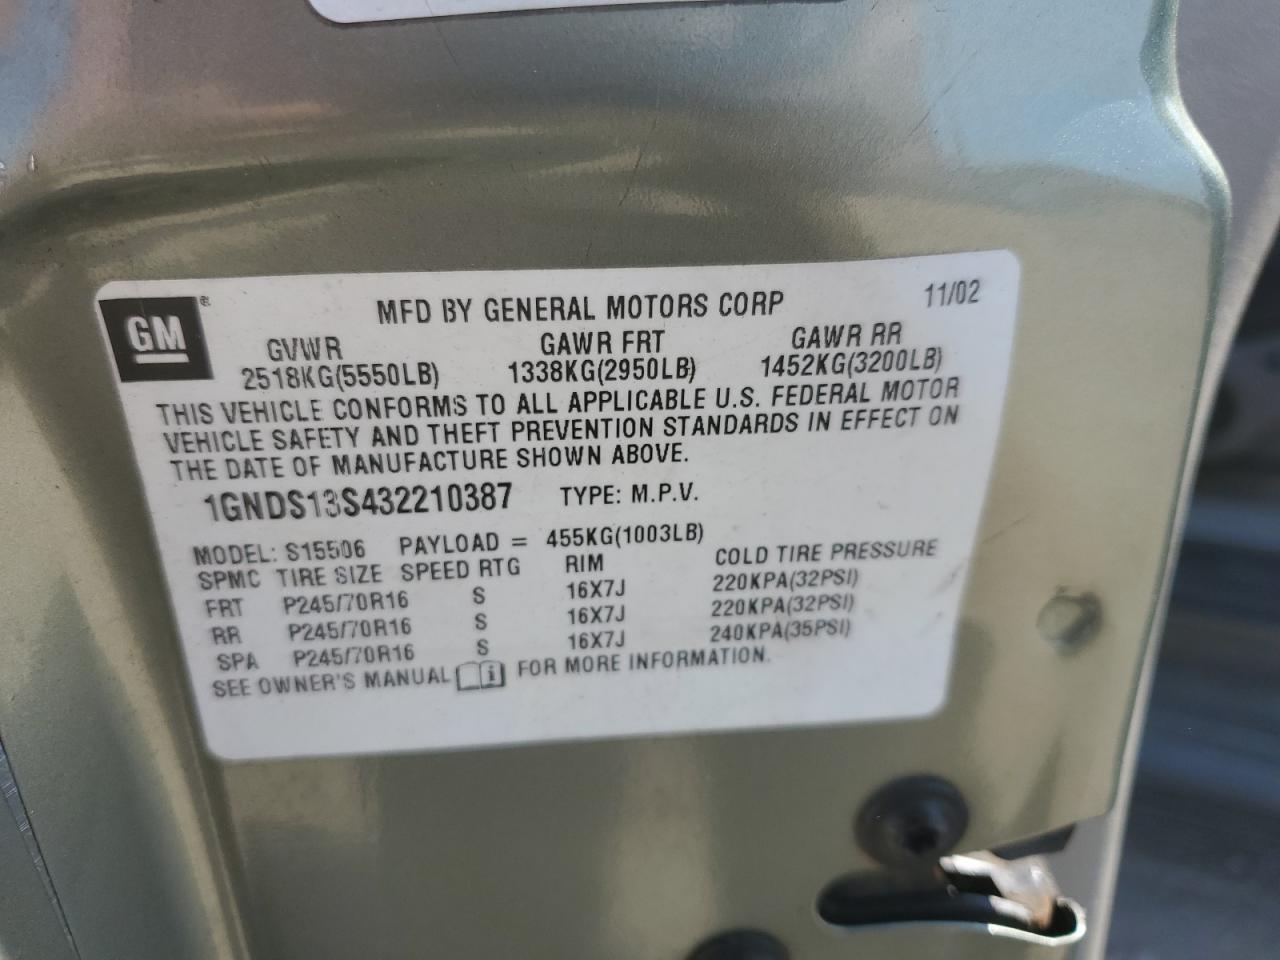 GM ®
MFD BY GENERAL MOTORS CORP 11/02
GVWR GAWR FRT GAWR RR
2518KG(5550LB) 1338KG(2950LB) 1452KG(3200LB)
THIS VEHICLE CONFORMS TO ALL APPLICABLE U.S. FEDERAL MOTOR
VEHICLE SAFETY AND THEFT PREVENTION STANDARDS IN EFFECT ON
THE DATE OF MANUFACTURE SHOWN ABOVE.
1GNDS13S432210387 TYPE: M.P.V.
MODEL: S15506 PAYLOAD = 455KG(1003LB)
SPMC TIRE SIZE SPEED RTG RIM COLD TIRE PRESSURE
FRT P245/70R16 S 16X7J 220KPA(32PSI)
RR P245/70R16 S 16X7J 220KPA(32PSI)
SPA P245/70R16 S 16X7J 240KPA(35PSI)
SEE OWNER'S MANUAL i FOR MORE INFORMATION.